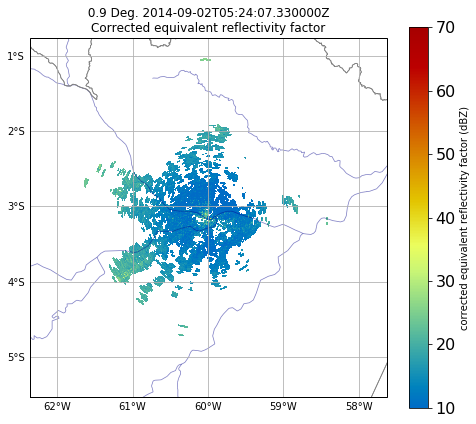 0.9 Deg. 2014-09-02T05:24:07.330000Z
Corrected equivalent reflectivity factor
1°S
2°S
3°S
4°S
5°S
62°W
61°W
60°W
59°W
58°W
70
60
50
40
30
20
10
corrected equivalent reflectivity factor (dBZ)